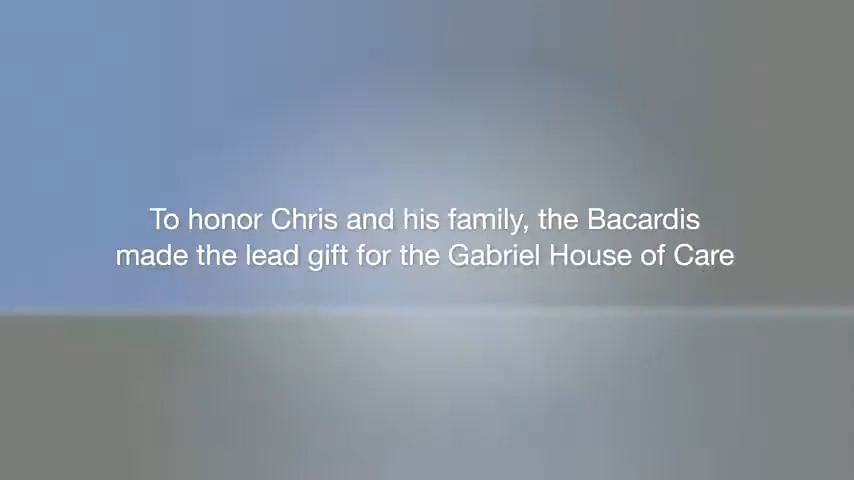 To honor Chris and his family, the Bacardis
made the lead gift for the Gabriel House of Care